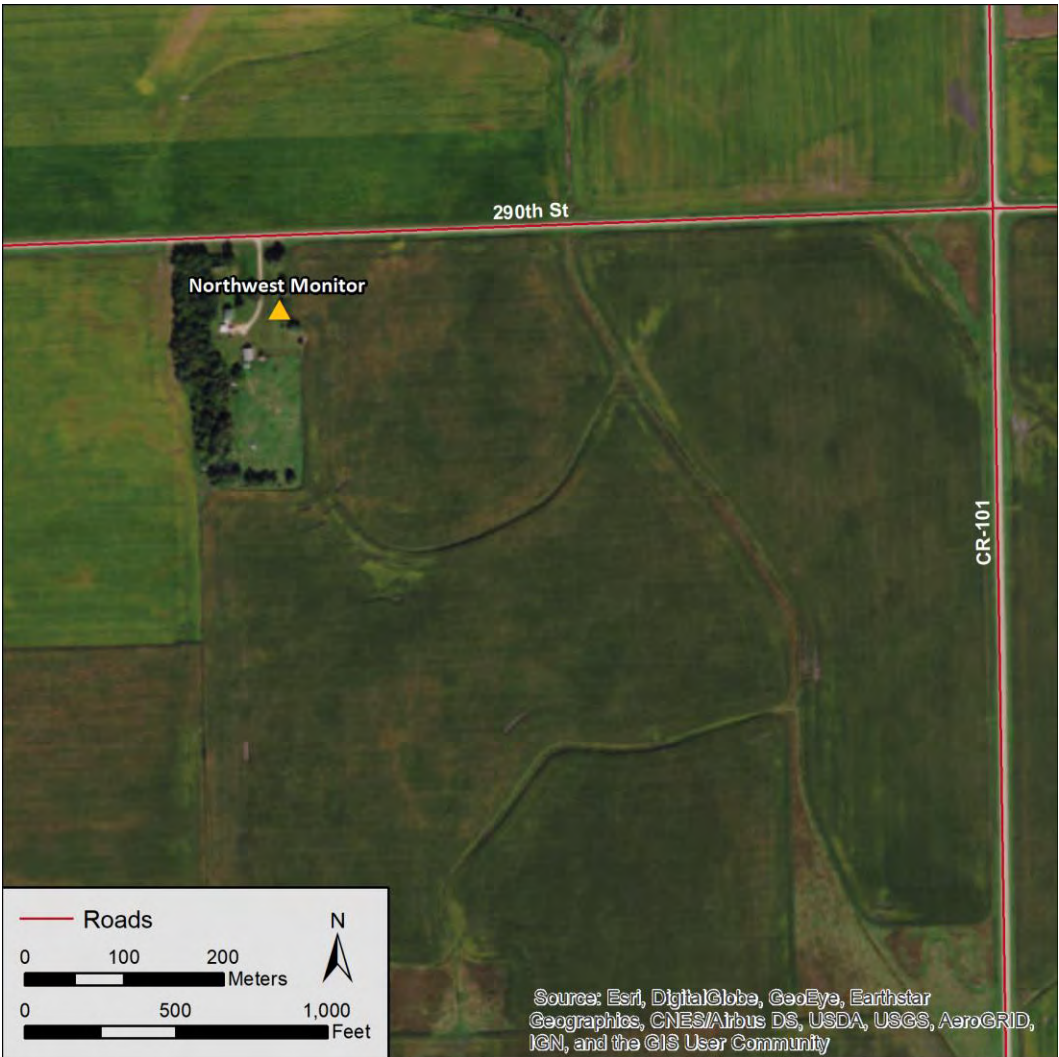 290th St
Northwest Monitor
CR-101
Roads
N
0 100 200
Meters
0 500 1,000
Feet
Source: Esri, DigitalGlobe, GeoEye, Earthstar
Geographics, CNES/Airbus DS, USDA, USGS, AeroGRID,
IGN, and the GIS User Community